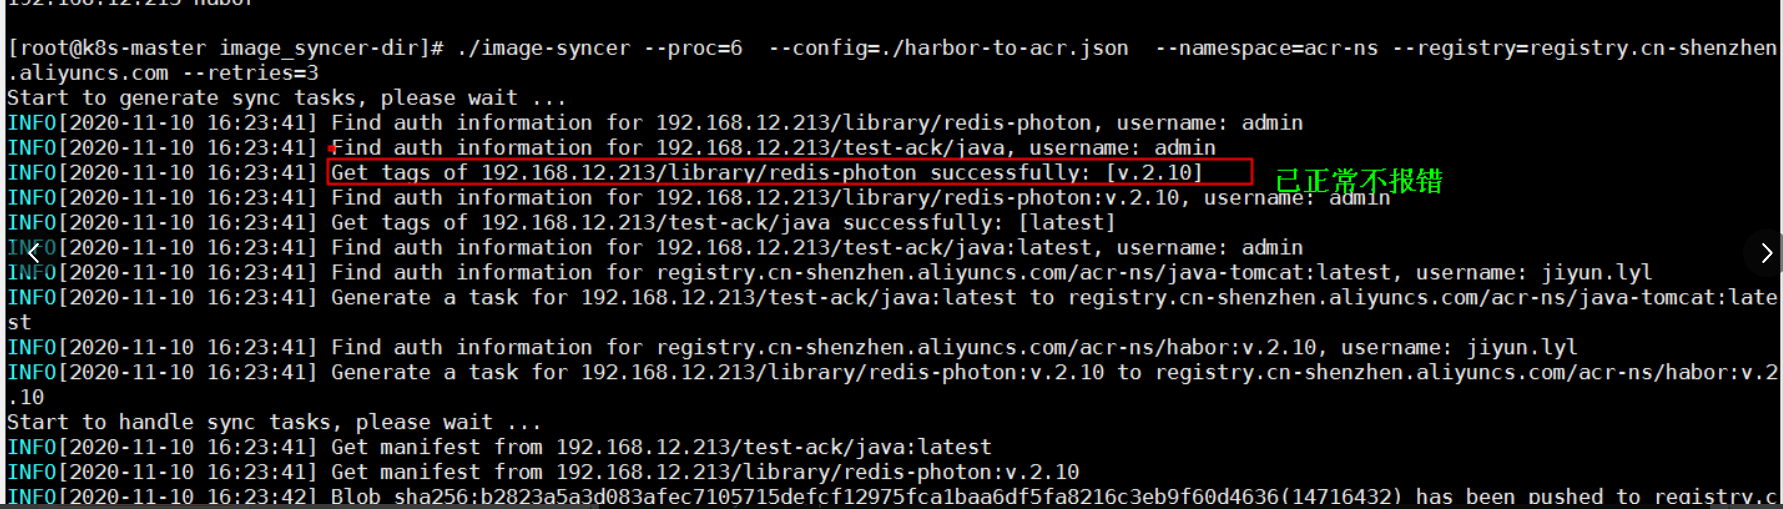 192.168.12.213 habor
[root@k8s-master image_syncer-dir]# ./image-syncer --proc=6  --config=./harbor-to-acr.json  --namespace=acr-ns --registry=registry.cn-shenzhen
.aliyuncs.com --retries=3
Start to generate sync tasks, please wait ...
INFO[2020-11-10 16:23:41] Find auth information for 192.168.12.213/library/redis-photon, username: admin
INFO[2020-11-10 16:23:41] Find auth information for 192.168.12.213/test-ack/java, username: admin
INFO[2020-11-10 16:23:41] Get tags of 192.168.12.213/library/redis-photon successfully: [v.2.10]
已正常不报错
INFO[2020-11-10 16:23:41] Find auth information for 192.168.12.213/library/redis-photon:v.2.10, username: admin
INFO[2020-11-10 16:23:41] Get tags of 192.168.12.213/test-ack/java successfully: [latest]
INFO[2020-11-10 16:23:41] Find auth information for 192.168.12.213/test-ack/java:latest, username: admin
INFO[2020-11-10 16:23:41] Find auth information for registry.cn-shenzhen.aliyuncs.com/acr-ns/java-tomcat:latest, username: jiyun.lyl
INFO[2020-11-10 16:23:41] Generate a task for 192.168.12.213/test-ack/java:latest to registry.cn-shenzhen.aliyuncs.com/acr-ns/java-tomcat:late
st
INFO[2020-11-10 16:23:41] Find auth information for registry.cn-shenzhen.aliyuncs.com/acr-ns/habor:v.2.10, username: jiyun.lyl
INFO[2020-11-10 16:23:41] Generate a task for 192.168.12.213/library/redis-photon:v.2.10 to registry.cn-shenzhen.aliyuncs.com/acr-ns/habor:v.2
.10
Start to handle sync tasks, please wait ...
INFO[2020-11-10 16:23:41] Get manifest from 192.168.12.213/test-ack/java:latest
INFO[2020-11-10 16:23:41] Get manifest from 192.168.12.213/library/redis-photon:v.2.10
INFO[2020-11-10 16:23:42] Blob sha256:b2823a5a3d083afec7105715defcf12975fca1baa6df5fa8216c3eb9f60d4636(14716432) has been pushed to registry.c